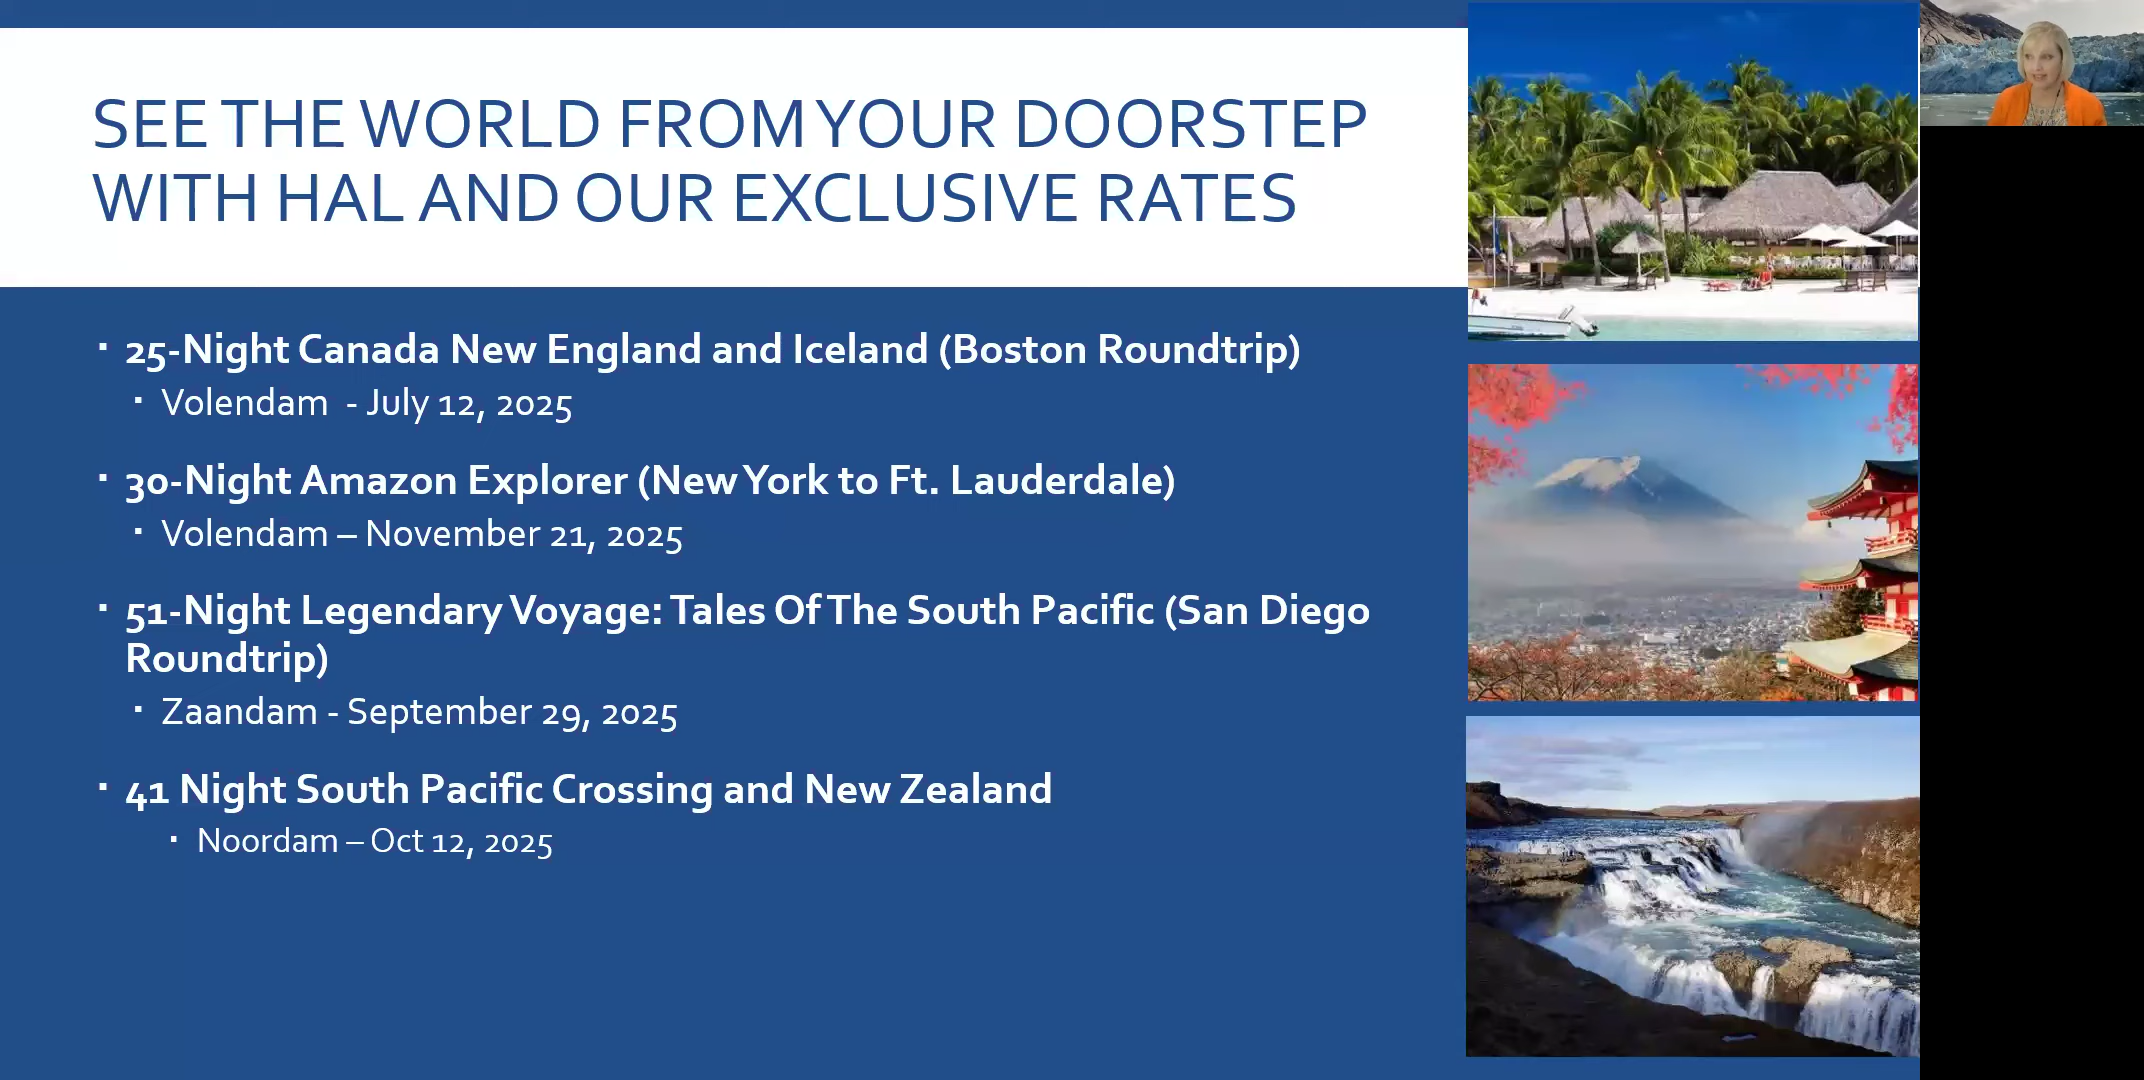 SEE THE WORLD FROM YOUR DOORSTEP
WITH HAL AND OUR EXCLUSIVE RATES
▪ 25-Night Canada New England and Iceland (Boston Roundtrip)
▪ Volendam - July 12, 2025
▪ 30-Night Amazon Explorer (New York to Ft. Lauderdale)
▪ Volendam – November 21, 2025
▪ 51-Night Legendary Voyage: Tales Of The South Pacific (San Diego
Roundtrip)
▪ Zaandam - September 29, 2025
▪ 41 Night South Pacific Crossing and New Zealand
▪ Noordam – Oct 12, 2025